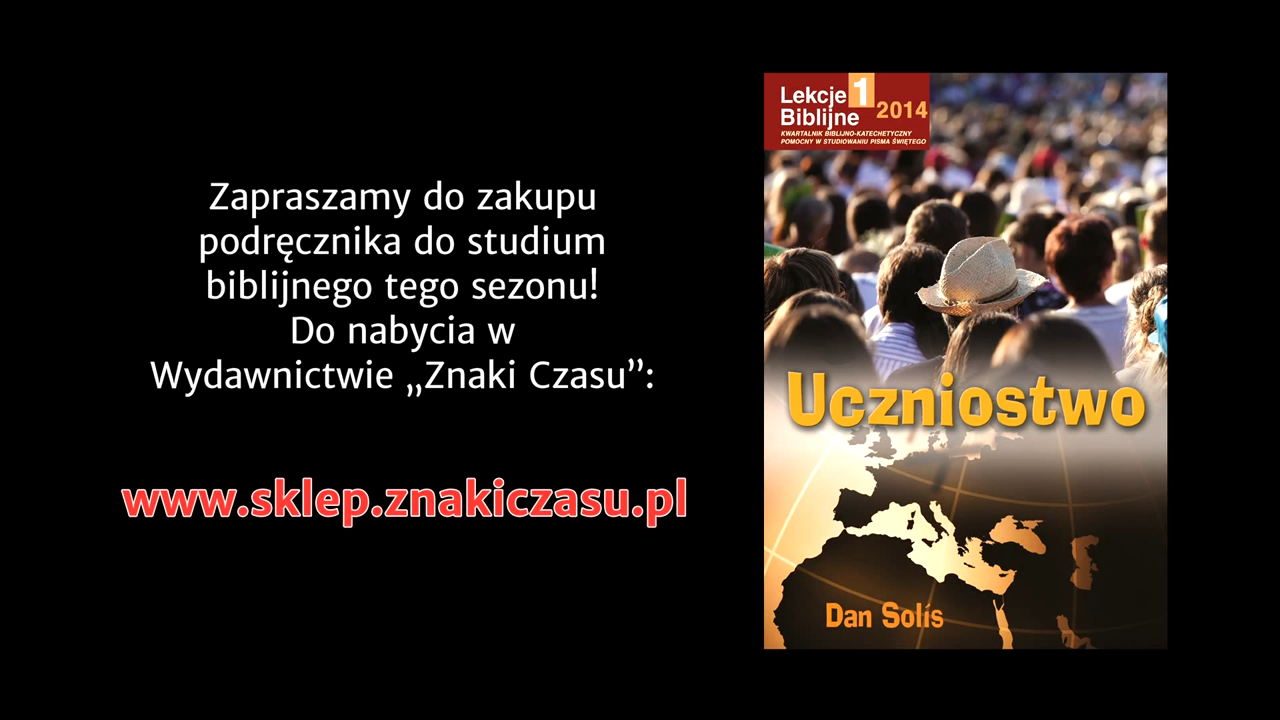 Zapraszamy do zakupu
podręcznika do studium
biblijnego tego sezonu!
Do nabycia w
Wydawnictwie „Znaki Czasu”:
www.sklep.znakiczasu.pl
Lekcje 1 2014
Biblijne
KWARTALNIK BIBLIJNO-KATECHETYCZNY
POMOCNY W STUDIOWANIU PISMA ŚWIĘTEGO
Uczniostwo
Dan Solís